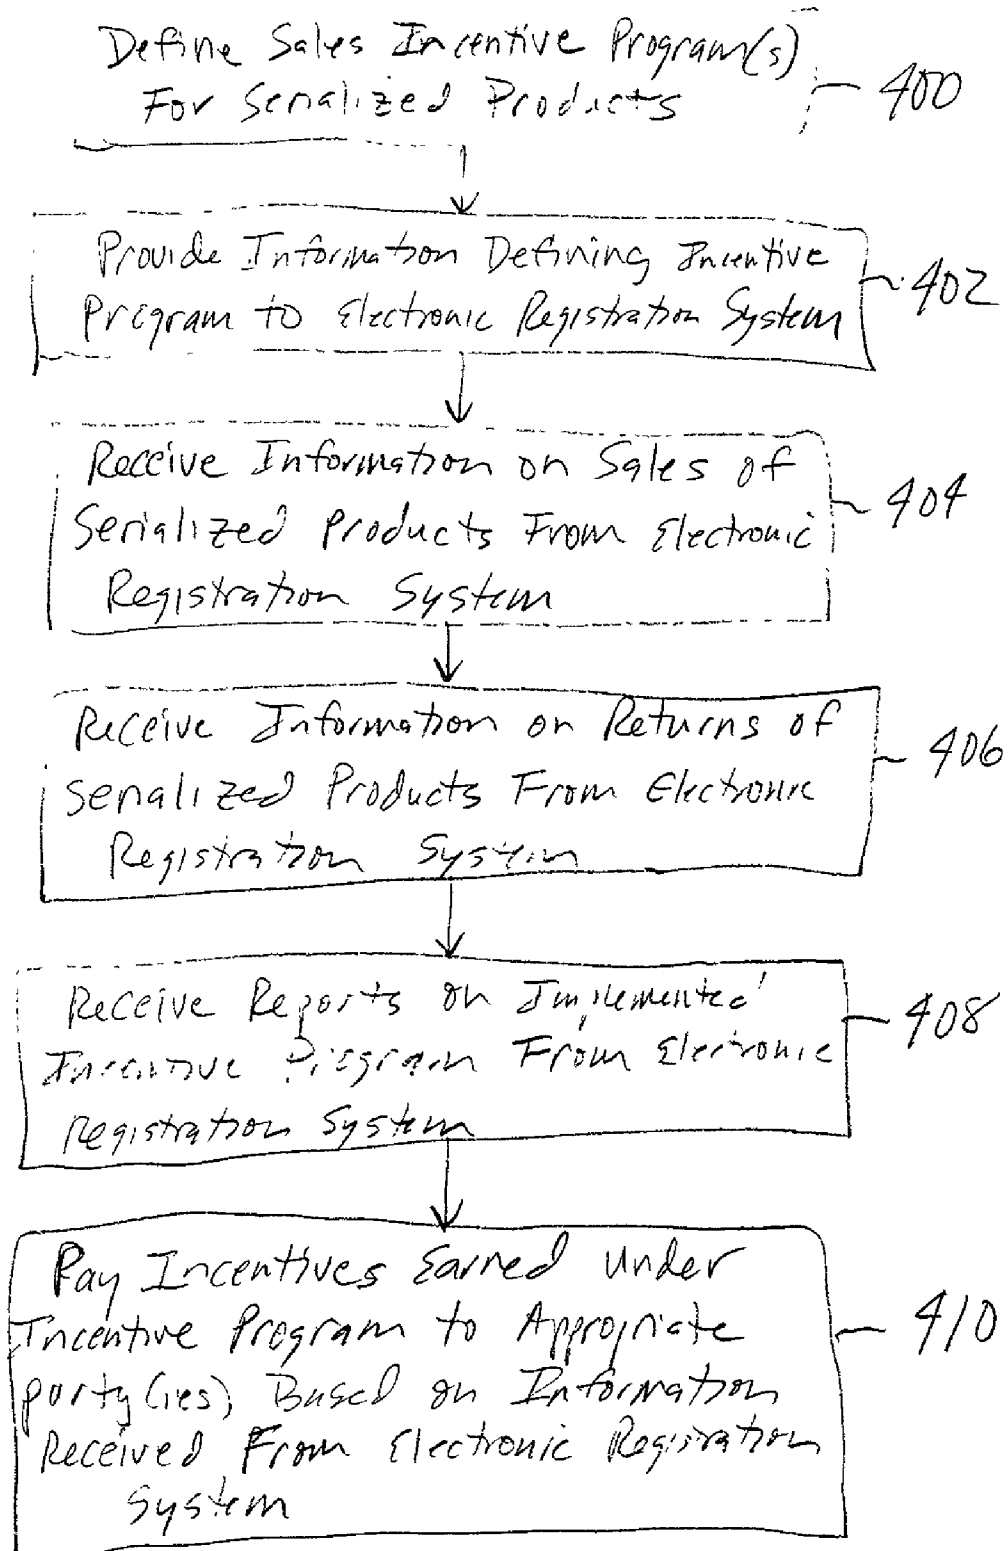 Define Sales Incentive Program(s)
For Serialized Products
400
Provide Information Defining Incentive
Program to Electronic Registration System
402
Receive Information on Sales of
Serialized Products From Electronic
Registration System
404
Receive Information on Returns of
Serialized Products From Electronic
Registration System
406
Receive Reports on Implemented
Incentive Program From Electronic
Registration System
408
Pay Incentives Earned Under
Incentive Program to Appropriate
party(ies) Based on Information
Received From Electronic Registration
System
410